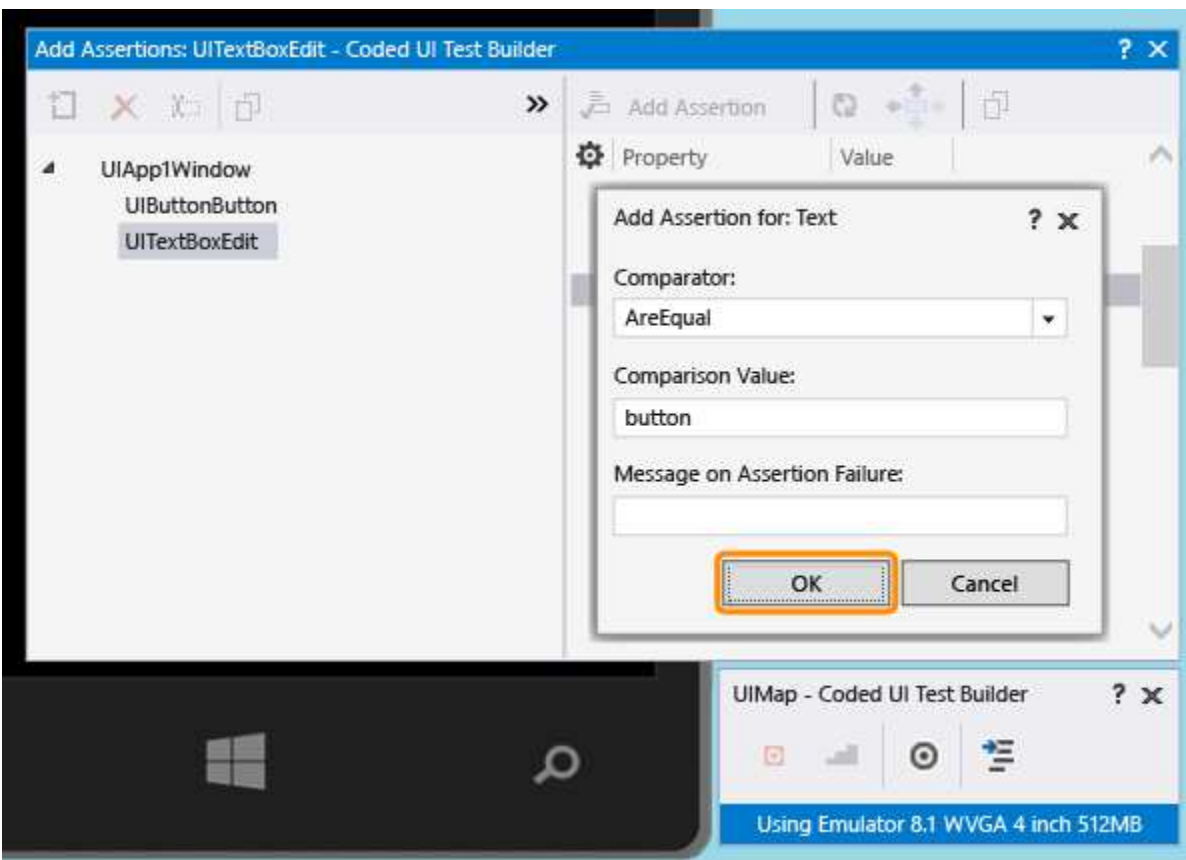 Add Assertions: UITextBoxEdit - Coded UI Test Builder ?
Add Assertion
Property Value
UIApp1Window
UIButtonButton
UITextBoxEdit
Add Assertion for: Text ?
Comparator:
AreEqual
Comparison Value:
button
Message on Assertion Failure:
OK Cancel
UIMap - Coded UI Test Builder ?
Using Emulator 8.1 WVGA 4 inch 512MB